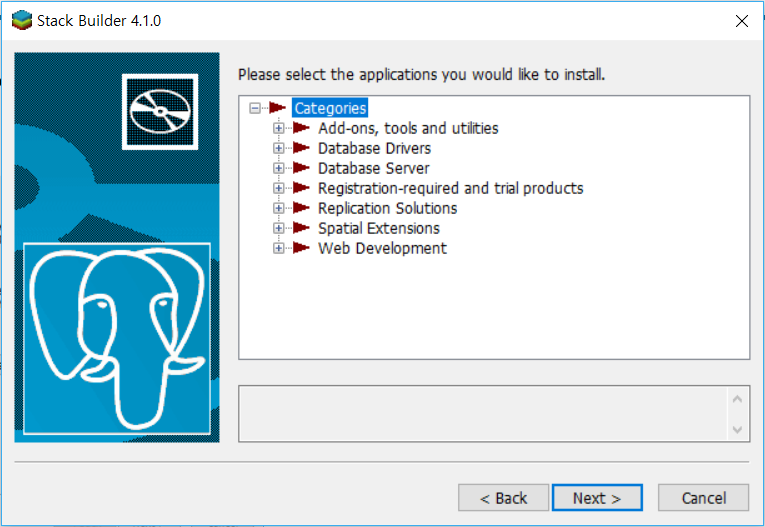 Stack Builder 4.1.0
Please select the applications you would like to install.
Categories
Add-ons, tools and utilities
Database Drivers
Database Server
Registration-required and trial products
Replication Solutions
Spatial Extensions
Web Development
< Back
Next >
Cancel